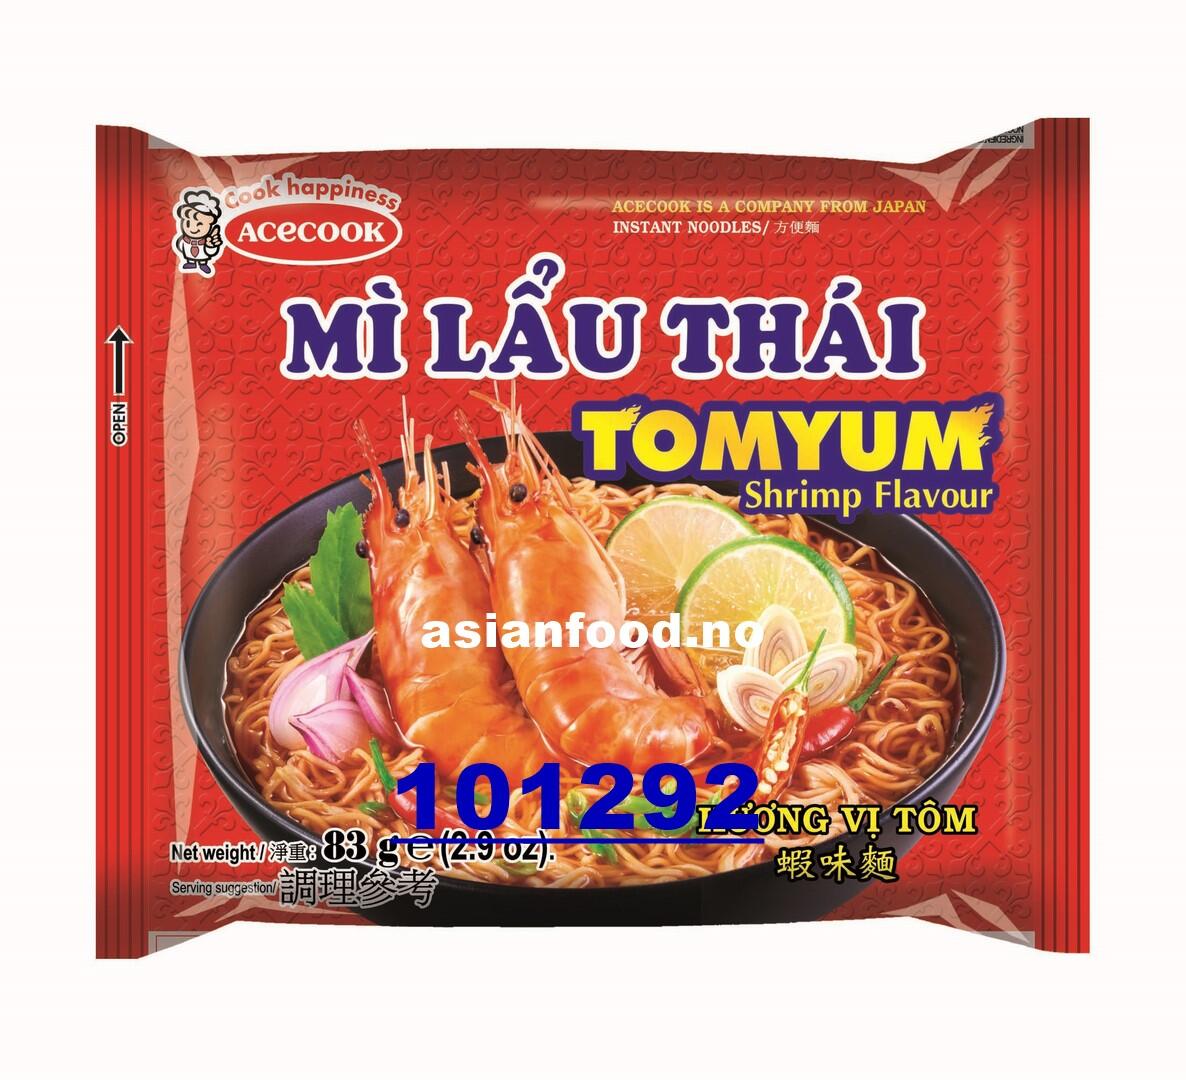 Cook happiness
ACECOOK
ACECOOK IS A COMPANY FROM JAPAN
INSTANT NOODLES/ 方便麵
MÌ LẨU THÁI
TOMYUM
Shrimp Flavour
OPEN
asianfood.no
101292
HƯƠNG VỊ TÔM
蝦味麵
Net weight / 淨重: 83 g ℮ (2.9 oz).
Serving suggestion/ 調理參考